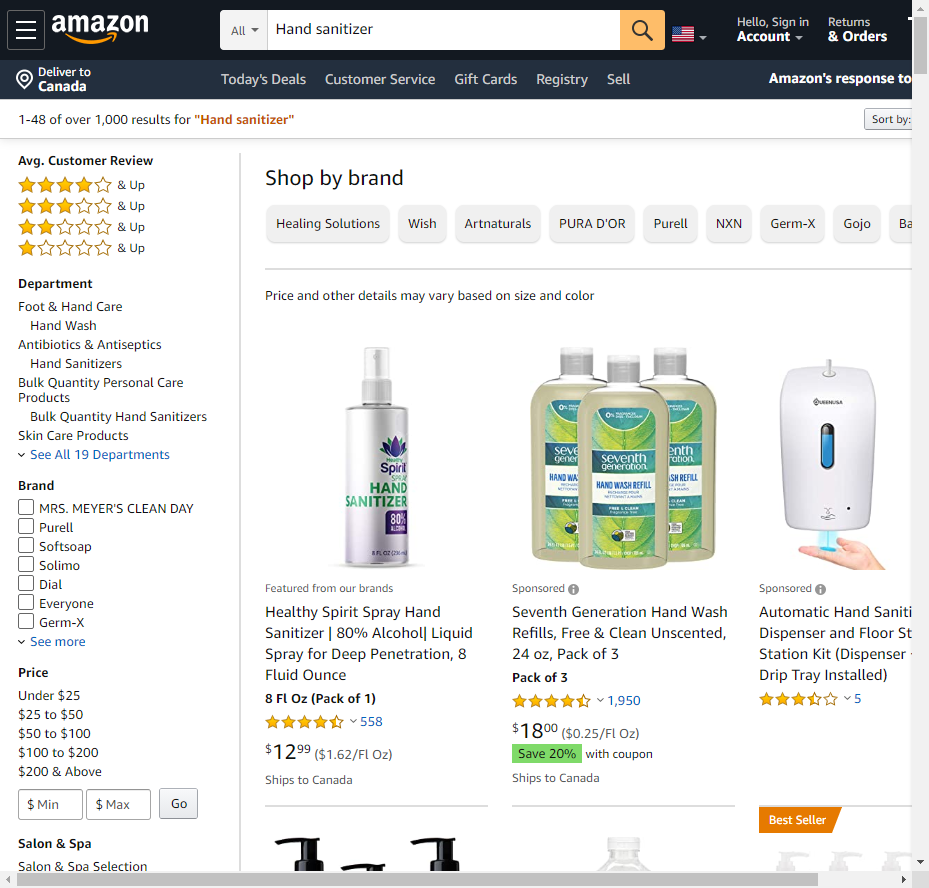 amazon
All
Hand sanitizer
Hello, Sign in
Account
Returns
& Orders
Deliver to
Canada
Today's Deals
Customer Service
Gift Cards
Registry
Sell
Amazon's response to
1-48 of over 1,000 results for "Hand sanitizer"
Sort by:
Avg. Customer Review
& Up
& Up
& Up
& Up
Department
Foot & Hand Care
Hand Wash
Antibiotics & Antiseptics
Hand Sanitizers
Bulk Quantity Personal Care
Products
Bulk Quantity Hand Sanitizers
Skin Care Products
See All 19 Departments
Brand
MRS. MEYER'S CLEAN DAY
Purell
Softsoap
Solimo
Dial
Everyone
Germ-X
See more
Price
Under $25
$25 to $50
$50 to $100
$100 to $200
$200 & Above
$ Min
$ Max
Go
Salon & Spa
Salon & Spa Selection
Shop by brand
Healing Solutions
Wish
Artnaturals
PURA D'OR
Purell
NXN
Germ-X
Gojo
Ba
Price and other details may vary based on size and color
Healthy
Spirit
SPRAY
HAND
SANITIZER
80%
ALCOHOL
8 FL OZ (236
Featured from our brands
Healthy Spirit Spray Hand
Sanitizer | 80% Alcohol| Liquid
Spray for Deep Penetration, 8
Fluid Ounce
8 Fl Oz (Pack of 1)
558
$12.99 ($1.62/Fl Oz)
Ships to Canada
0%
seventh
generation
HAND WASH REFILL
FREE & CLEAN
Sponsored
Seventh Generation Hand Wash
Refills, Free & Clean Unscented,
24 oz, Pack of 3
Pack of 3
1,950
$18.00 ($0.25/Fl Oz)
Save 20% with coupon
Ships to Canada
QUEENUSA
Sponsored
Automatic Hand Saniti
Dispenser and Floor St
Station Kit (Dispenser
Drip Tray Installed)
5
Best Seller